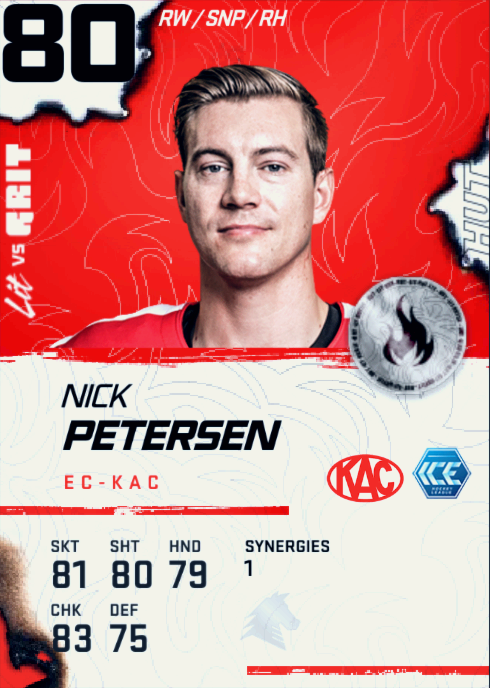 80
RW / SNP / RH
Lit vs GRIT
HUT
NICK
PETERSEN
EC-KAC
KAC
ICE
HOCKEY
LEAGUE
SKT SHT HND SYNERGIES
81 80 79 1
CHK DEF
83 75